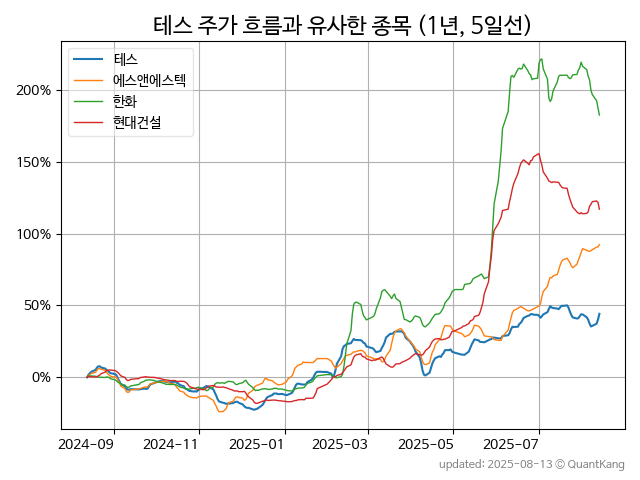 테스 주가 흐름과 유사한 종목 (1년, 5일선)
테스
에스앤에스텍
한화
현대건설
200%
150%
100%
50%
0%
2024-09 2024-11 2025-01 2025-03 2025-05 2025-07
updated: 2025-08-13 © QuantKang